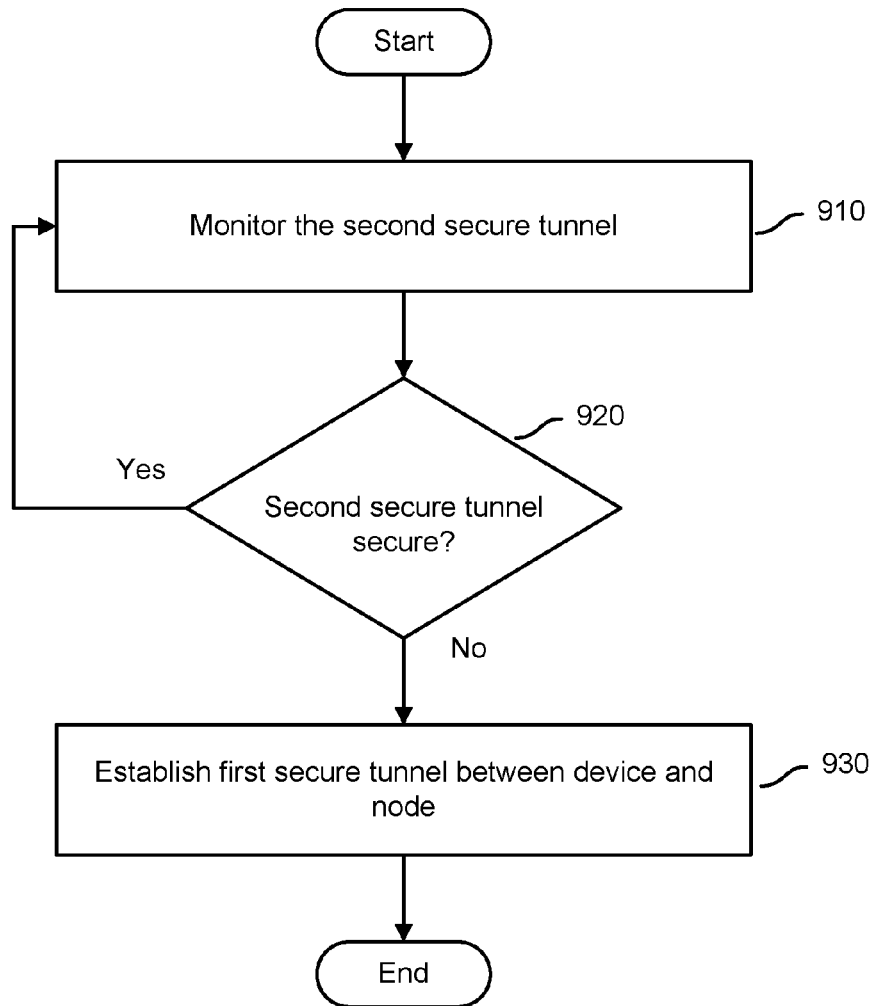 Start
Monitor the second secure tunnel
910
920
Yes
Second secure tunnel
secure?
No
Establish first secure tunnel between device and
node
930
End